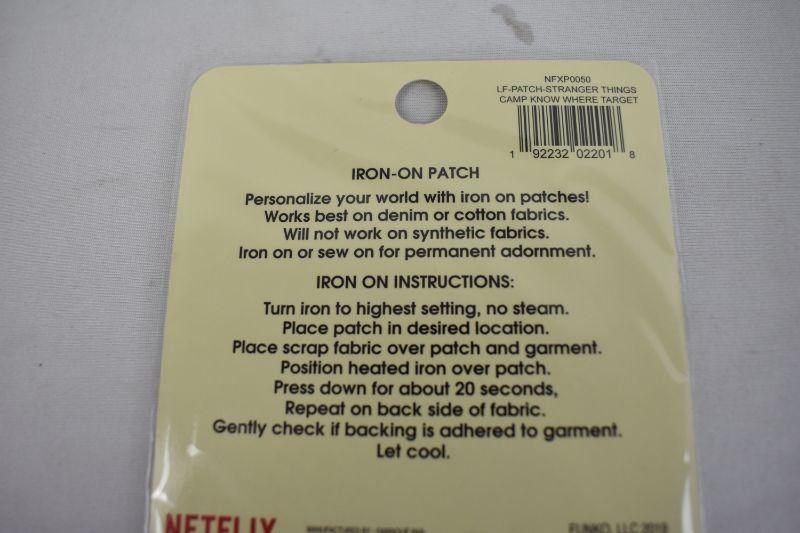 NFXP0050
LF-PATCH-STRANGER THINGS
CAMP KNOW WHERE TARGET
1 92232 02201 8
IRON-ON PATCH
Personalize your world with iron on patches!
Works best on denim or cotton fabrics.
Will not work on synthetic fabrics.
Iron on or sew on for permanent adornment.
IRON ON INSTRUCTIONS:
Turn iron to highest setting, no steam.
Place patch in desired location.
Place scrap fabric over patch and garment.
Position heated iron over patch.
Press down for about 20 seconds,
Repeat on back side of fabric.
Gently check if backing is adhered to garment.
Let cool.
NETFLIX FUNKO, LLC 2019